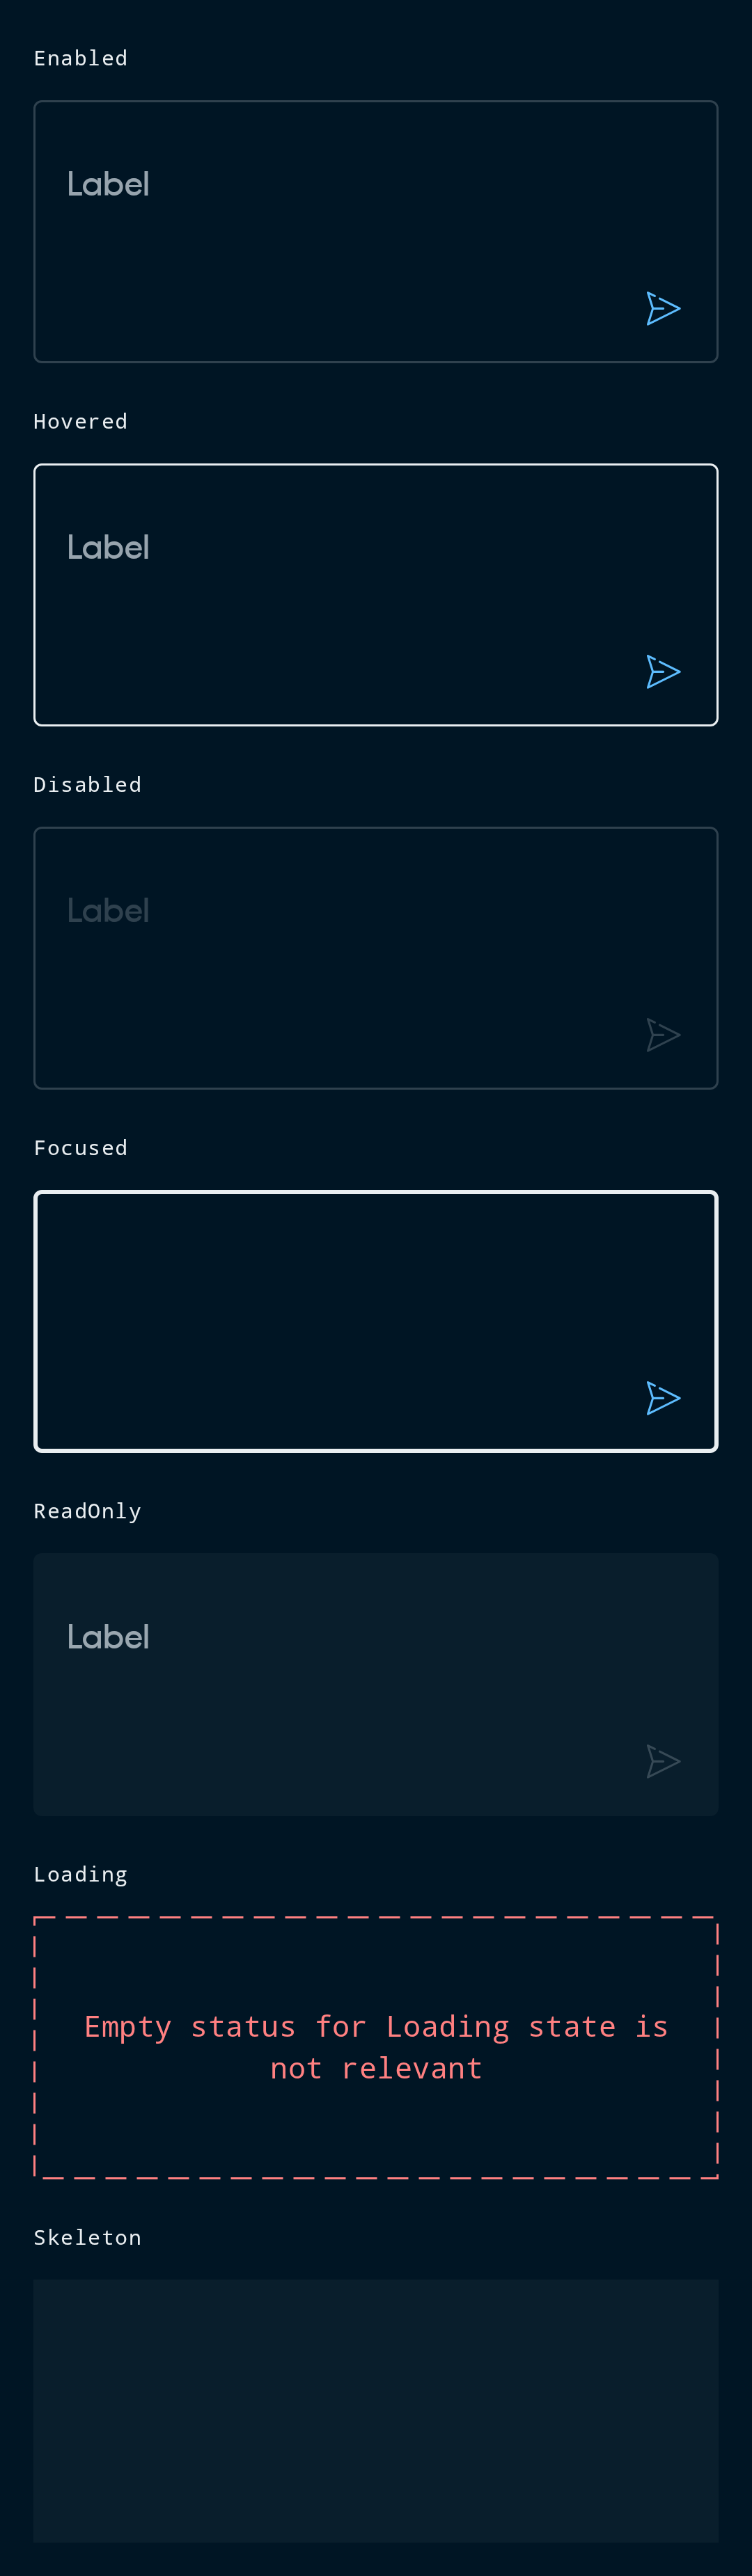 Enabled
Label
Hovered
Label
Disabled
Label
Focused
ReadOnly
Label
Loading
Empty status for Loading state is
not relevant
Skeleton